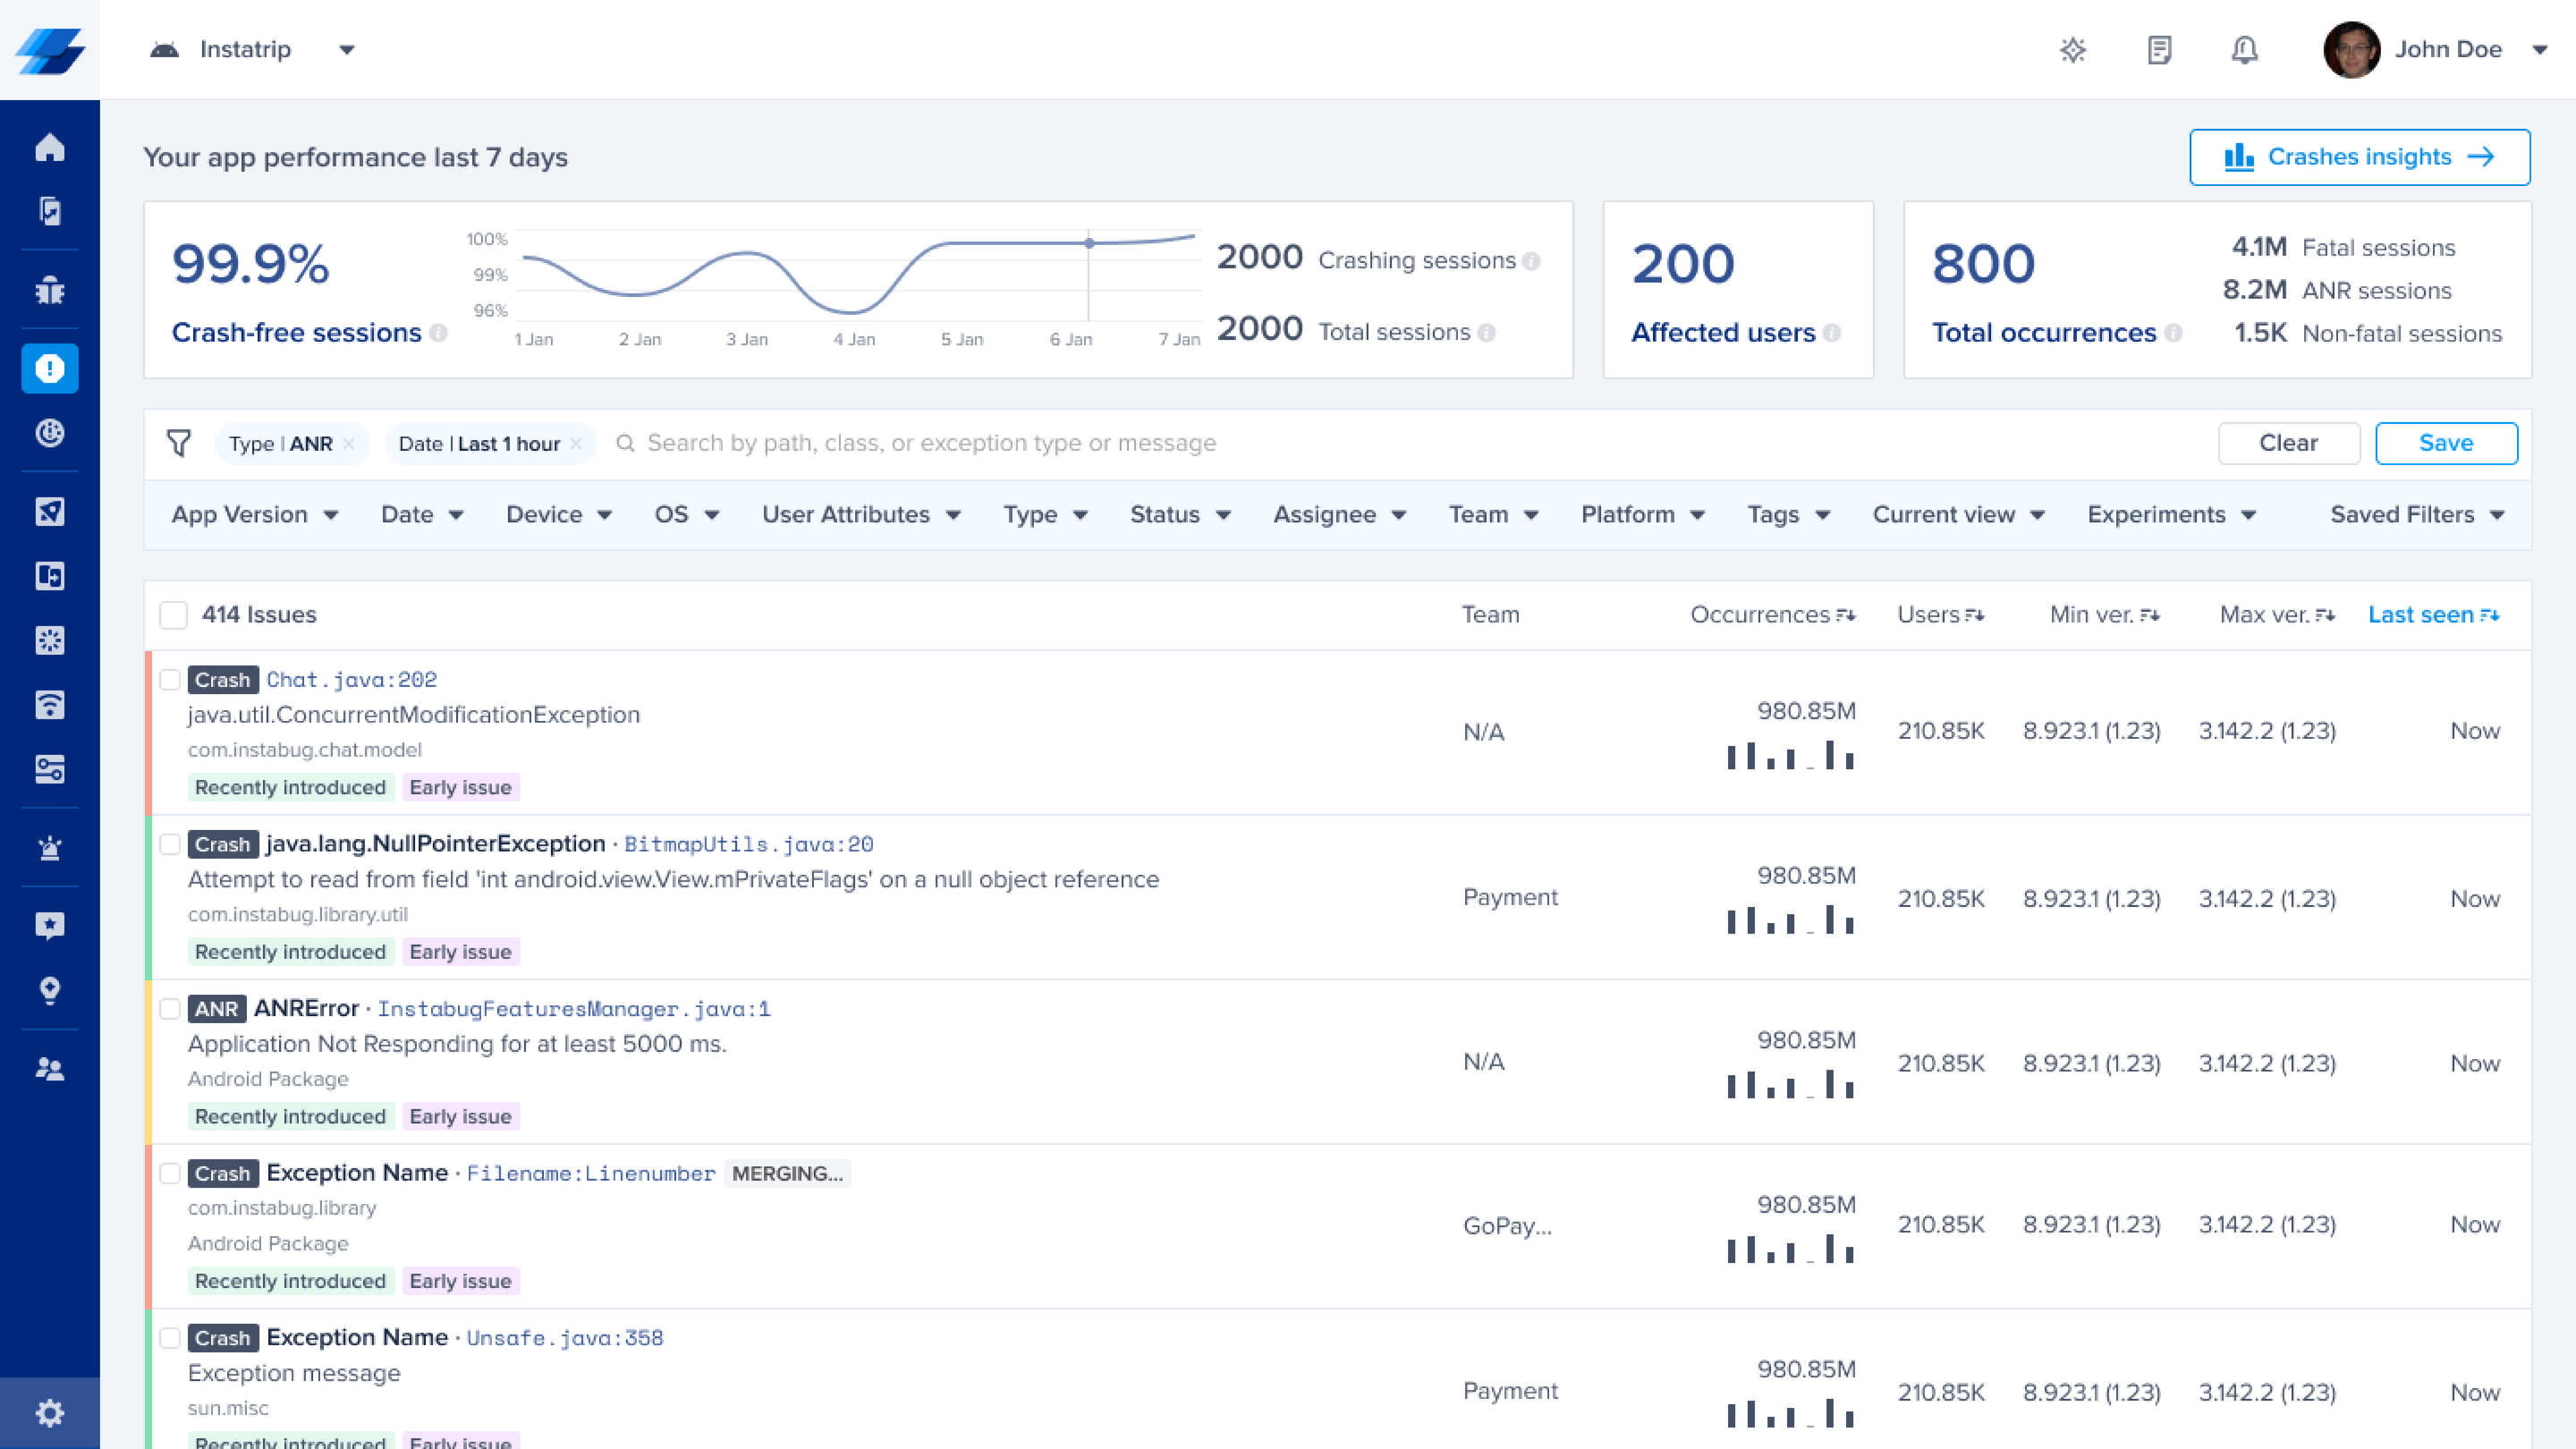 Instatrip
John Doe
Your app performance last 7 days
Crashes insights
99.9%
Crash-free sessions
100%
99%
96%
1 Jan 2 Jan 3 Jan 4 Jan 5 Jan 6 Jan 7 Jan
2000 Crashing sessions
2000 Total sessions
200
Affected users
800
Total occurrences
4.1M Fatal sessions
8.2M ANR sessions
1.5K Non-fatal sessions
Type | ANR Date | Last 1 hour Search by path, class, or exception type or message Clear Save
App Version Date Device OS User Attributes Type Status Assignee Team Platform Tags Current view Experiments Saved Filters
414 Issues Team Occurrences Users Min ver. Max ver. Last seen
Crash Chat.java:202
java.util.ConcurrentModificationException
com.instabug.chat.model
Recently introduced Early issue
N/A 980.85M 210.85K 8.923.1 (1.23) 3.142.2 (1.23) Now
Crash java.lang.NullPointerException · BitmapUtils.java:20
Attempt to read from field 'int android.view.View.mPrivateFlags' on a null object reference
com.instabug.library.util
Recently introduced Early issue
Payment 980.85M 210.85K 8.923.1 (1.23) 3.142.2 (1.23) Now
ANR ANRError · InstabugFeaturesManager.java:1
Application Not Responding for at least 5000 ms.
Android Package
Recently introduced Early issue
N/A 980.85M 210.85K 8.923.1 (1.23) 3.142.2 (1.23) Now
Crash Exception Name · Filename:Linenumber MERGING...
com.instabug.library
Android Package
Recently introduced Early issue
GoPay... 980.85M 210.85K 8.923.1 (1.23) 3.142.2 (1.23) Now
Crash Exception Name · Unsafe.java:358
Exception message
sun.misc
Recently introduced Early issue
Payment 980.85M 210.85K 8.923.1 (1.23) 3.142.2 (1.23) Now